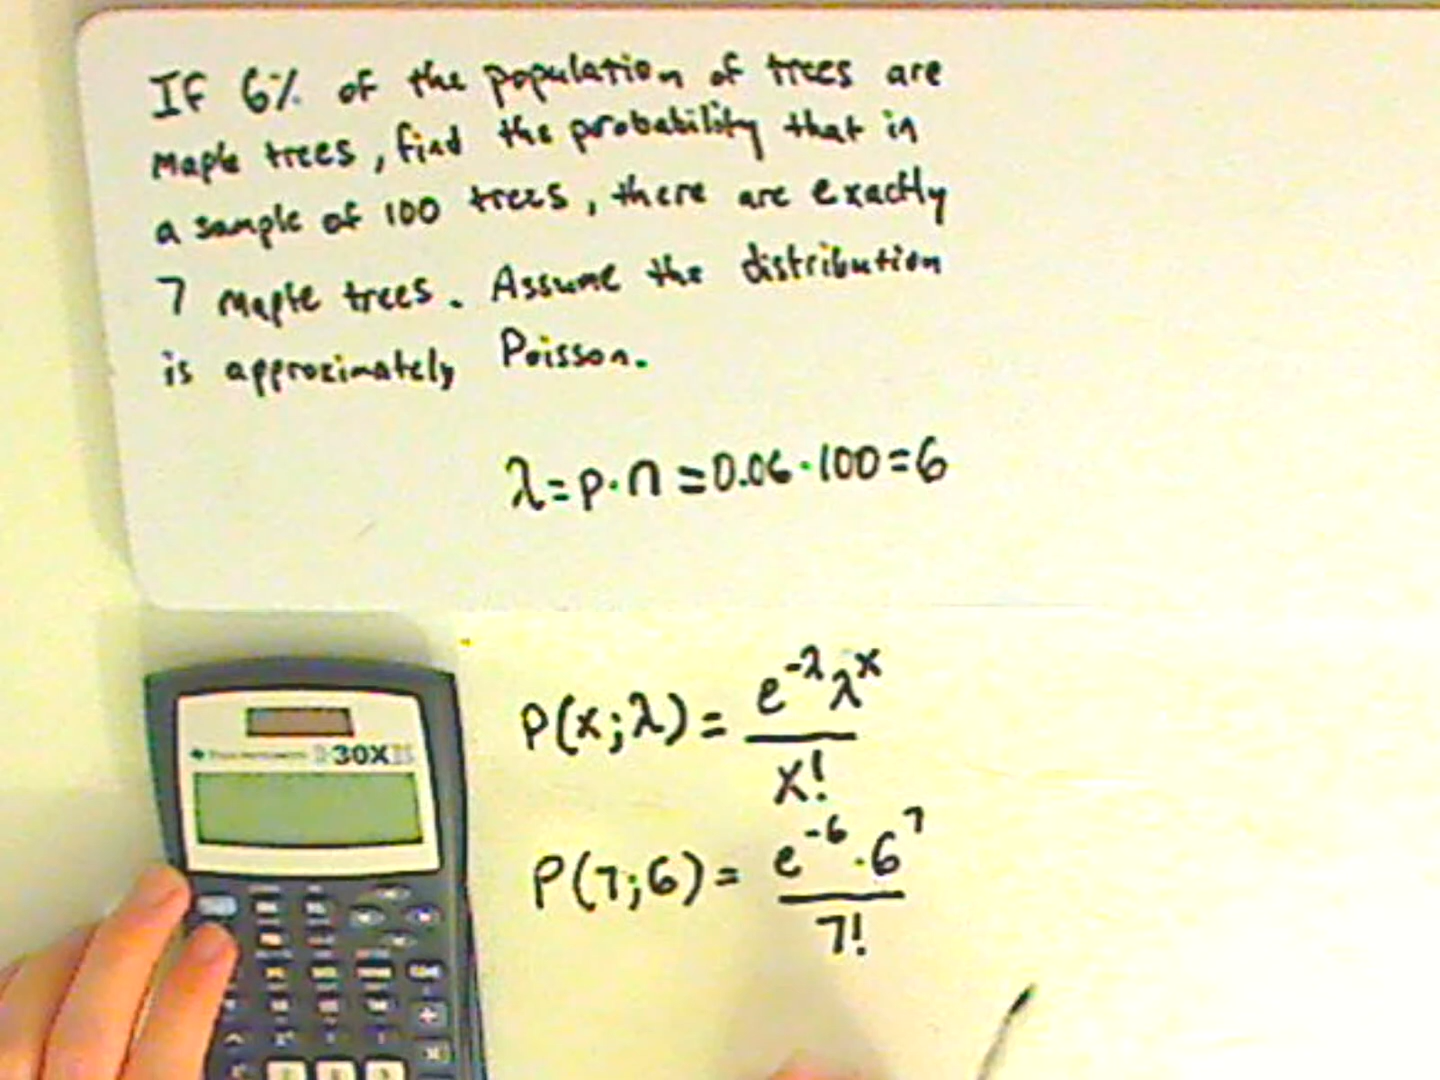 If 6% of the population of trees are
Maple trees, find the probability that in
a sample of 100 trees, there are exactly
7 Maple trees. Assume the distribution
is approximately Poisson.
λ=p·n=0.06·100=6
30X
P(x;λ)= e^-λ λ^x
x!
P(7;6)= e^-6·6^7
7!